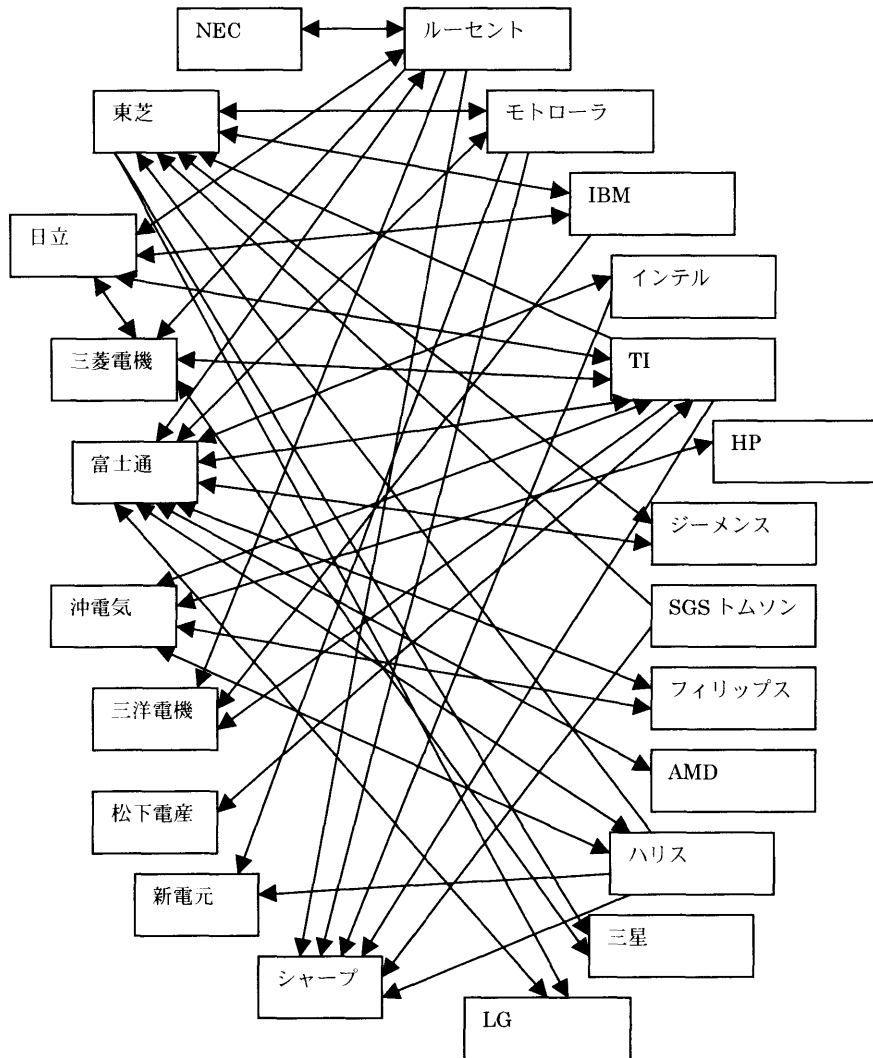 NEC
ルーセント
東芝
モトローラ
IBM
日立
インテル
三菱電機
TI
HP
富士通
ジーメンス
沖電気
SGS トムソン
フィリップス
三洋電機
AMD
松下電産
ハリス
新電元
三星
シャープ
LG